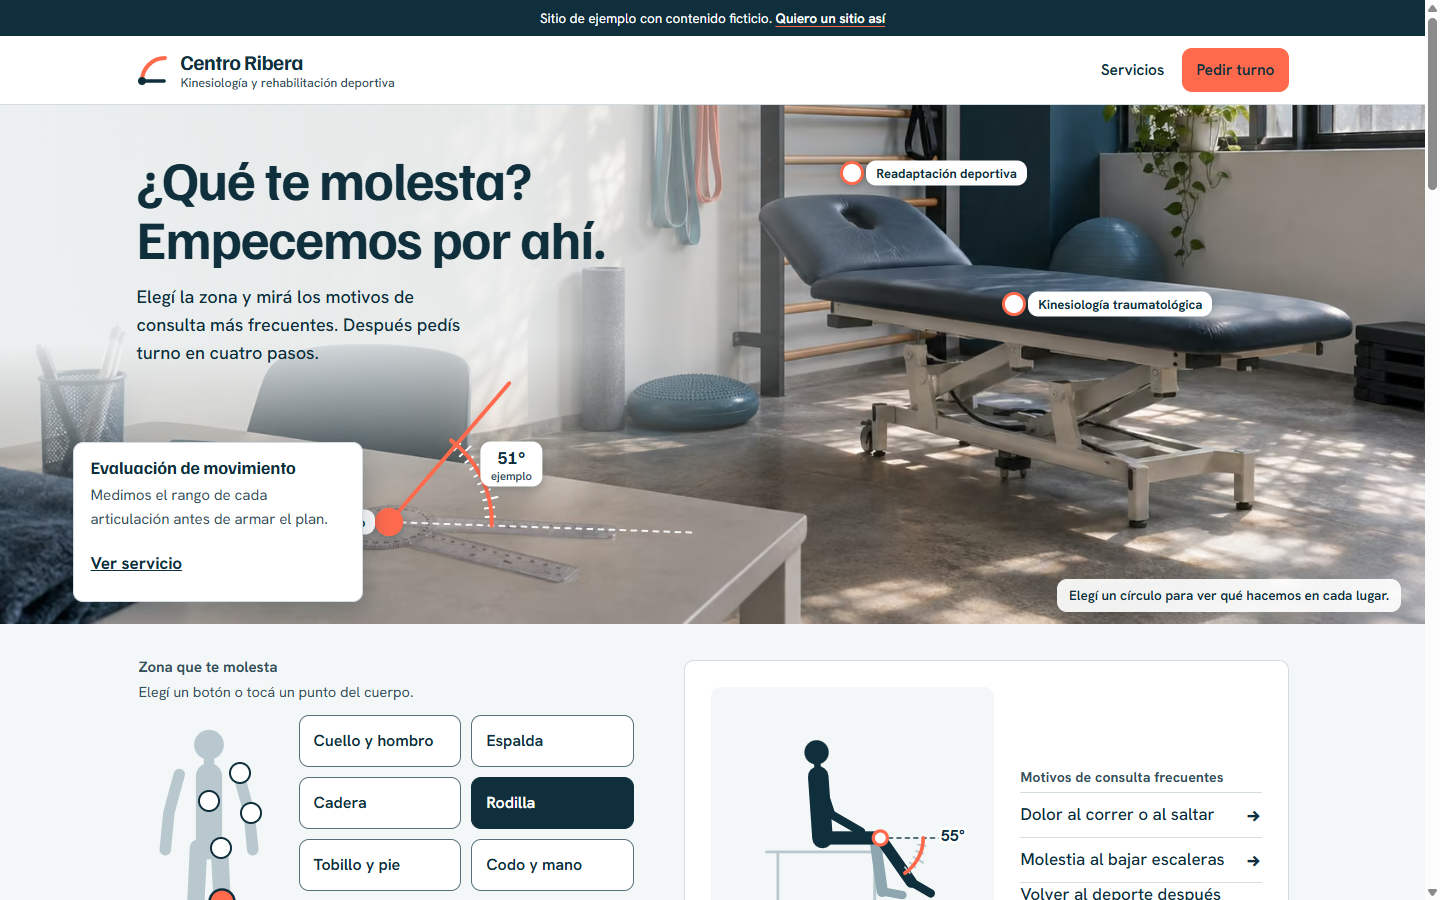 Sitio de ejemplo con contenido ficticio. Quiero un sitio así
Centro Ribera
Kinesiología y rehabilitación deportiva
Servicios
Pedir turno
¿Qué te molesta?
Empecemos por ahí.
Elegí la zona y mirá los motivos de
consulta más frecuentes. Después pedís
turno en cuatro pasos.
Readaptación deportiva
Kinesiología traumatológica
Evaluación de movimiento
Medimos el rango de cada
articulación antes de armar el plan.
Ver servicio
51°
ejemplo
Elegí un círculo para ver qué hacemos en cada lugar.
Zona que te molesta
Elegí un botón o tocá un punto del cuerpo.
Cuello y hombro
Espalda
Cadera
Rodilla
Tobillo y pie
Codo y mano
55°
Motivos de consulta frecuentes
Dolor al correr o al saltar
Molestia al bajar escaleras
Volver al deporte después